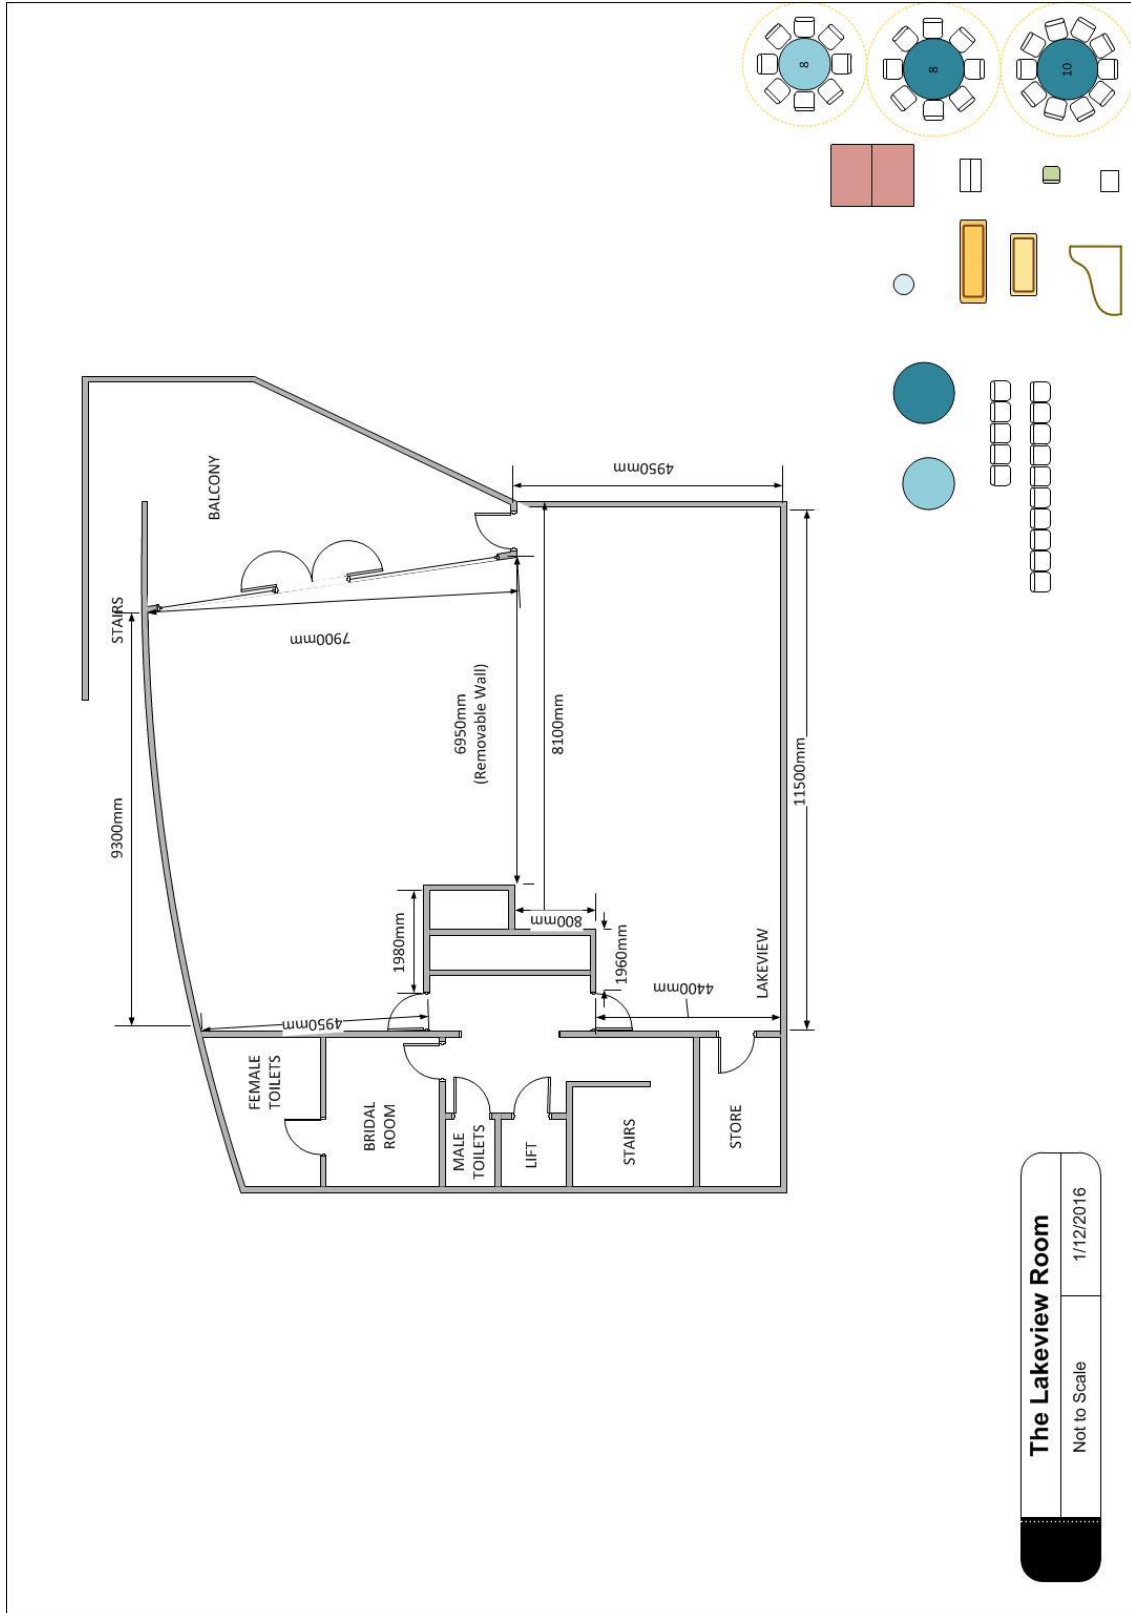 8
8
10
BALCONY
STAIRS
4950mm
7900mm
6950mm
(Removable Wall)
8100mm
9300mm
11500mm
1980mm
800mm
1960mm
4400mm
4950mm
LAKEVIEW
FEMALE
TOILETS
BRIDAL
ROOM
MALE
TOILETS
LIFT
STAIRS
STORE
The Lakeview Room
Not to Scale
1/12/2016